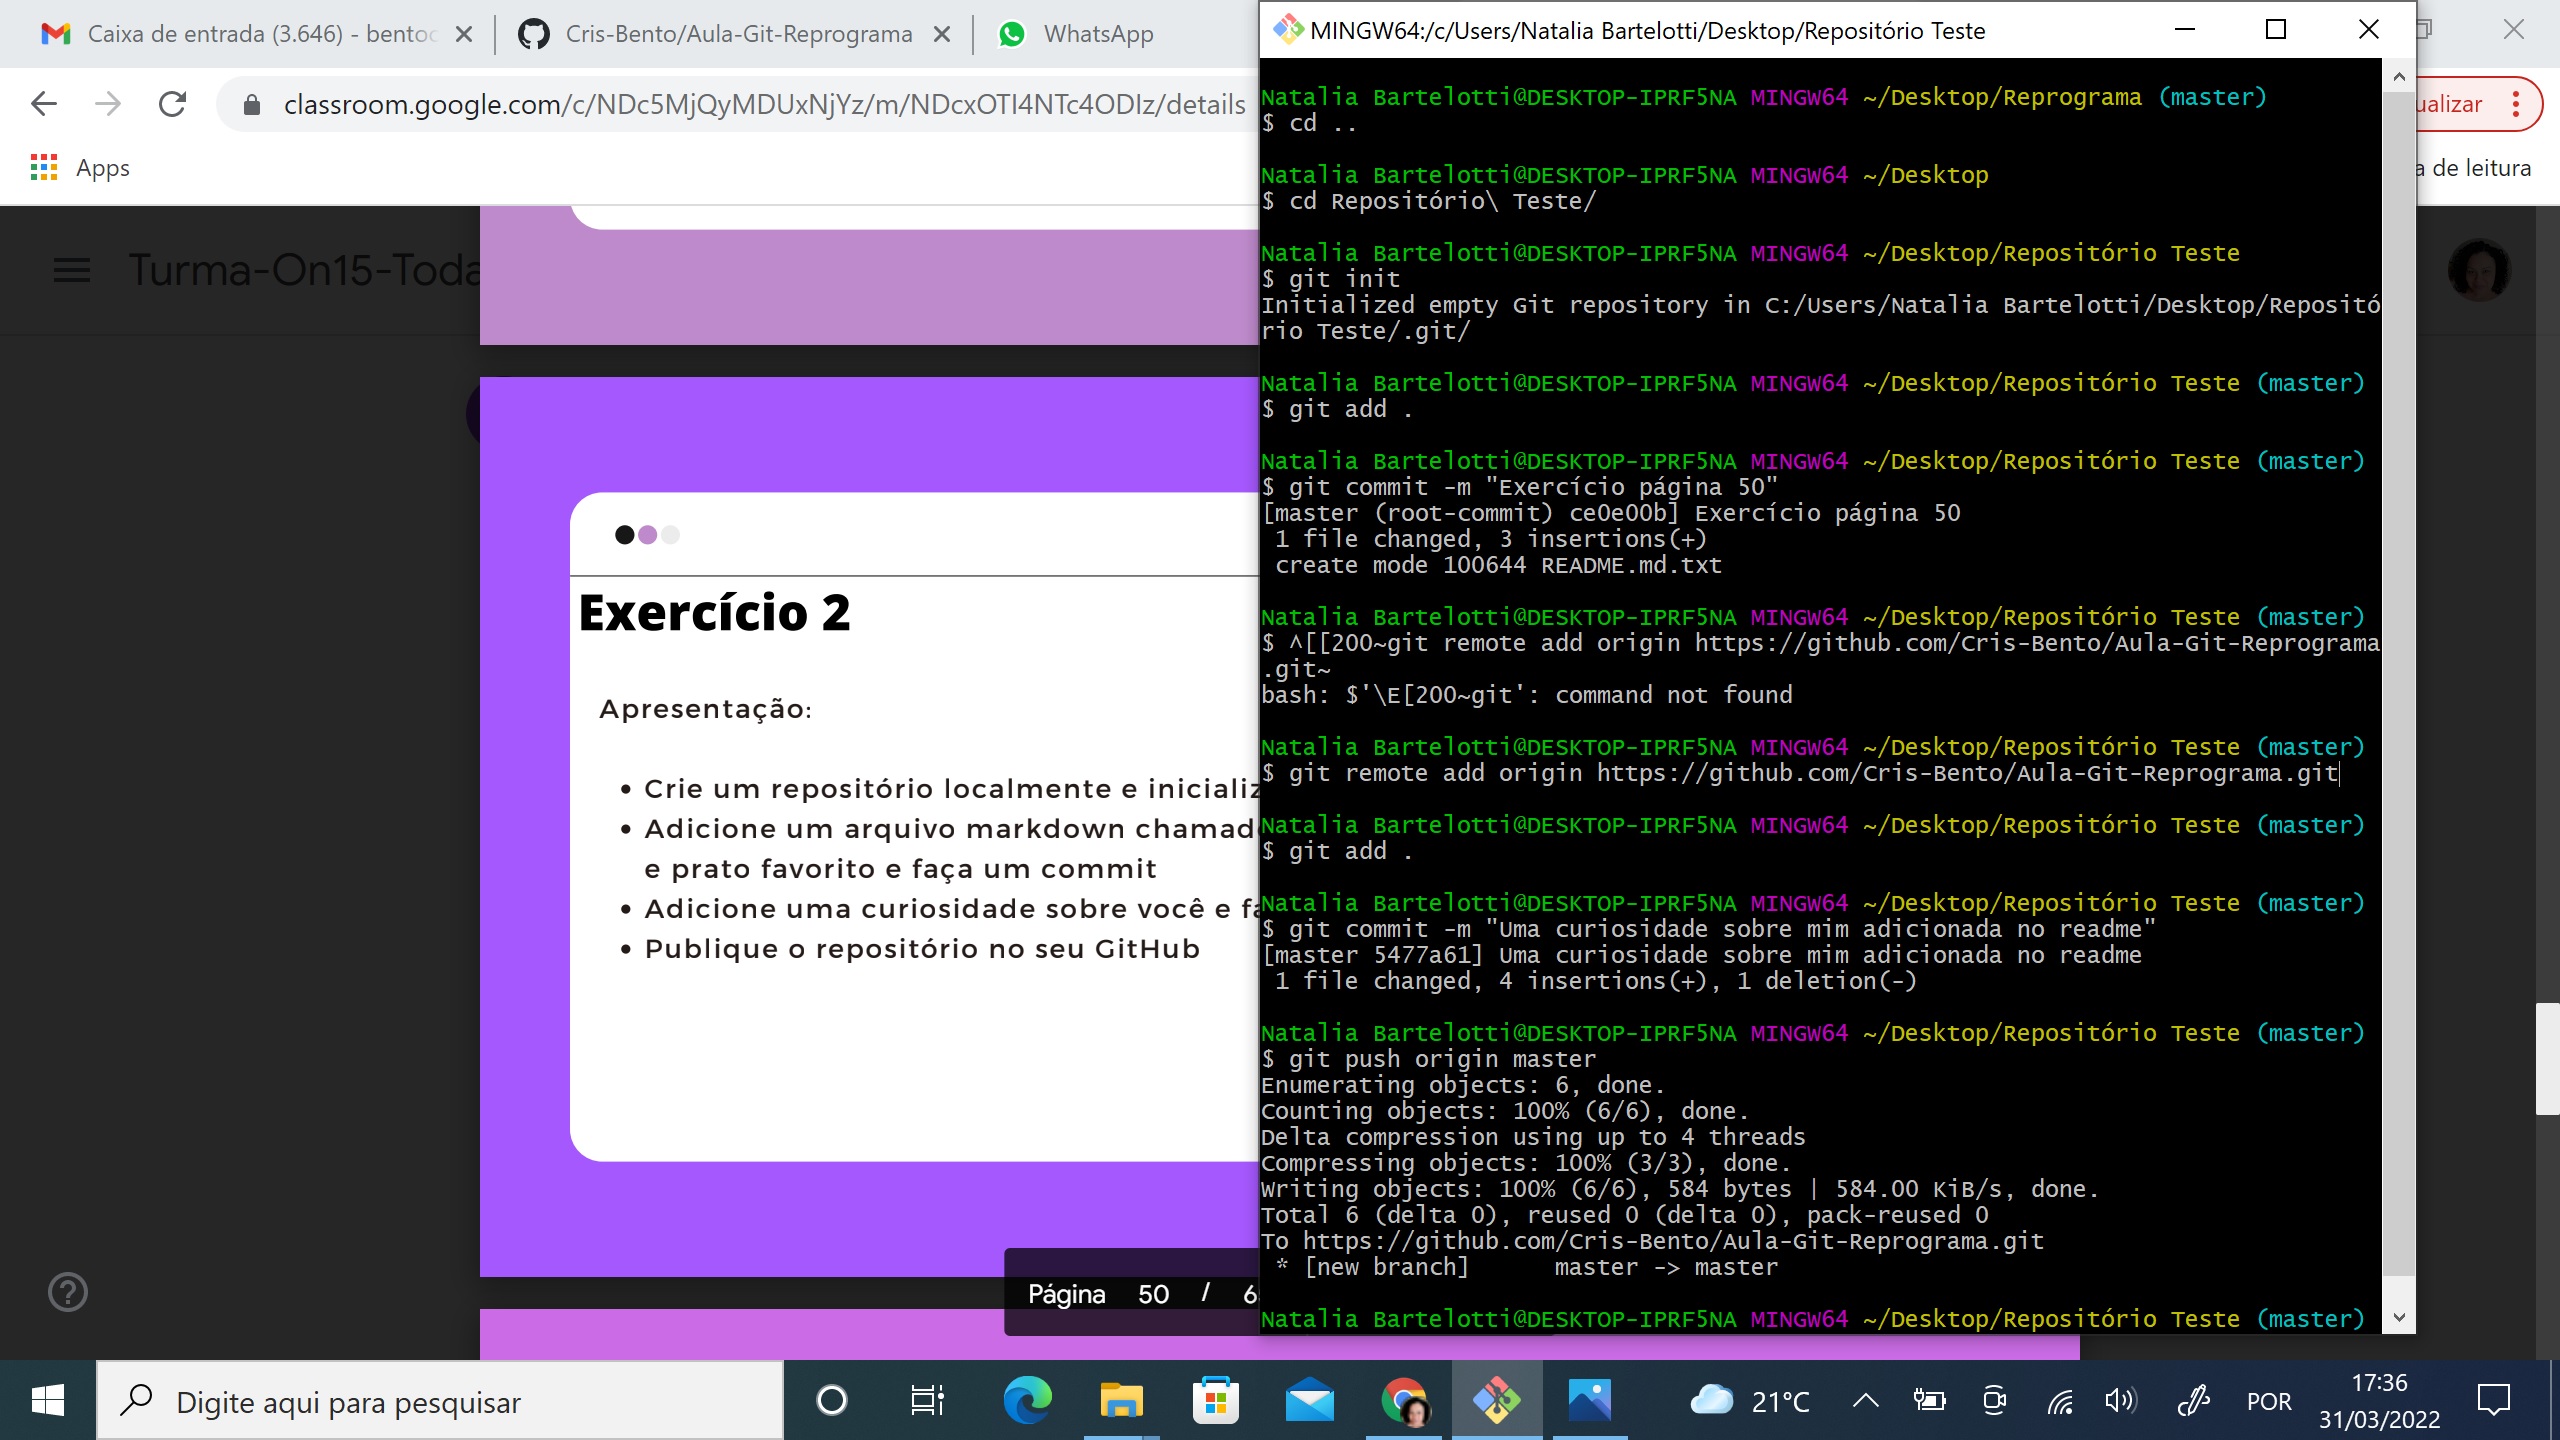 Caixa de entrada (3.646) - bentoc
Cris-Bento/Aula-Git-Reprograma
WhatsApp
classroom.google.com/c/NDc5MjQyMDUxNjYz/m/NDcxOTI4NTc4ODIz/details
ualizar
Apps
a de leitura
Turma-On15-Toda
Exercício 2
Apresentação:
• Crie um repositório localmente e inicializ
• Adicione um arquivo markdown chamado
e prato favorito e faça um commit
• Adicione uma curiosidade sobre você e fa
• Publique o repositório no seu GitHub
Página 50 / 6
MINGW64:/c/Users/Natalia Bartelotti/Desktop/Repositório Teste
Natalia Bartelotti@DESKTOP-IPRF5NA MINGW64 ~/Desktop/Reprograma (master)
$ cd ..
Natalia Bartelotti@DESKTOP-IPRF5NA MINGW64 ~/Desktop
$ cd Repositório\ Teste/
Natalia Bartelotti@DESKTOP-IPRF5NA MINGW64 ~/Desktop/Repositório Teste
$ git init
Initialized empty Git repository in C:/Users/Natalia Bartelotti/Desktop/Repositó
rio Teste/.git/
Natalia Bartelotti@DESKTOP-IPRF5NA MINGW64 ~/Desktop/Repositório Teste (master)
$ git add .
Natalia Bartelotti@DESKTOP-IPRF5NA MINGW64 ~/Desktop/Repositório Teste (master)
$ git commit -m "Exercício página 50"
[master (root-commit) ce0e00b] Exercício página 50
1 file changed, 3 insertions(+)
create mode 100644 README.md.txt
Natalia Bartelotti@DESKTOP-IPRF5NA MINGW64 ~/Desktop/Repositório Teste (master)
$ ^[[200~git remote add origin https://github.com/Cris-Bento/Aula-Git-Reprograma
.git~
bash: $'\E[200~git': command not found
Natalia Bartelotti@DESKTOP-IPRF5NA MINGW64 ~/Desktop/Repositório Teste (master)
$ git remote add origin https://github.com/Cris-Bento/Aula-Git-Reprograma.git
Natalia Bartelotti@DESKTOP-IPRF5NA MINGW64 ~/Desktop/Repositório Teste (master)
$ git add .
Natalia Bartelotti@DESKTOP-IPRF5NA MINGW64 ~/Desktop/Repositório Teste (master)
$ git commit -m "Uma curiosidade sobre mim adicionada no readme"
[master 5477a61] Uma curiosidade sobre mim adicionada no readme
1 file changed, 4 insertions(+), 1 deletion(-)
Natalia Bartelotti@DESKTOP-IPRF5NA MINGW64 ~/Desktop/Repositório Teste (master)
$ git push origin master
Enumerating objects: 6, done.
Counting objects: 100% (6/6), done.
Delta compression using up to 4 threads
Compressing objects: 100% (3/3), done.
Writing objects: 100% (6/6), 584 bytes | 584.00 KiB/s, done.
Total 6 (delta 0), reused 0 (delta 0), pack-reused 0
To https://github.com/Cris-Bento/Aula-Git-Reprograma.git
* [new branch] master -> master
Natalia Bartelotti@DESKTOP-IPRF5NA MINGW64 ~/Desktop/Repositório Teste (master)
Digite aqui para pesquisar
21°C
POR
17:36
31/03/2022